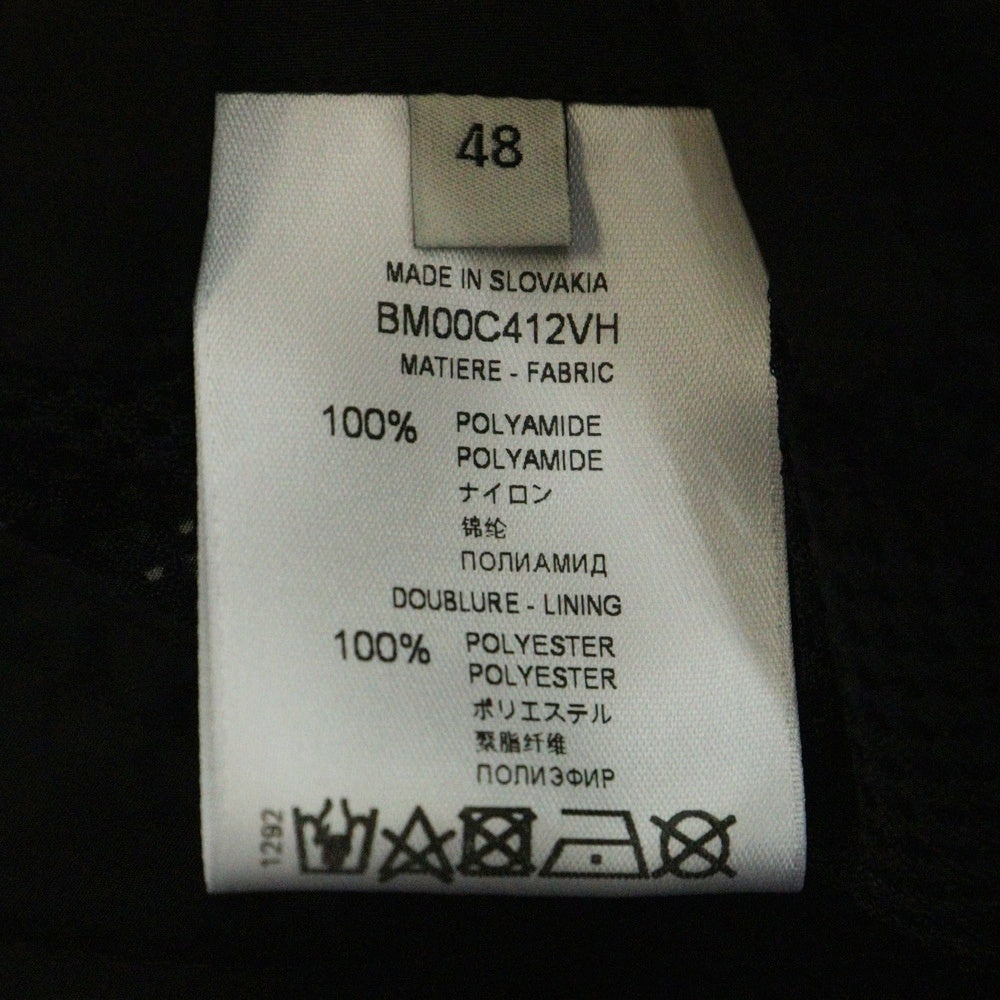 48
MADE IN SLOVAKIA
BM00C412VH
MATIERE - FABRIC
100% POLYAMIDE
POLYAMIDE
ナイロン
锦纶
ПОЛИАМИД
DOUBLURE - LINING
100% POLYESTER
POLYESTER
ポリエステル
聚脂纤维
ПОЛИЭФИР
1292